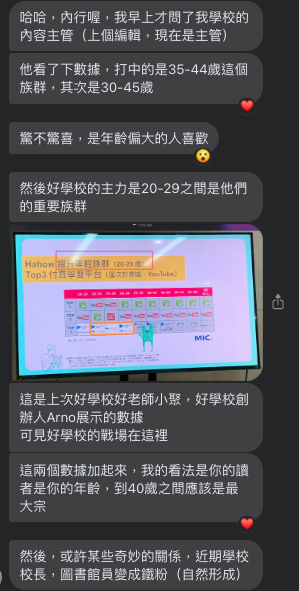 哈哈，內行喔，我早上才問了我學校的
內容主管（上個編輯，現在是主管）
他看了下數據，打中的是35-44歲這個
族群，其次是30-45歲
驚不驚喜，是年齡偏大的人喜歡
然後好學校的主力是20-29之間是他們
的重要族群
Hahow 提升年輕族群（20-29 歲）
Top3 付費學習平台（僅次於實體、YouTube）
MIC.
這是上次好學校好老師小聚，好學校創
辦人Arno展示的數據
可見好學校的戰場在這裡
這兩個數據加起來，我的看法是你的讀
者是你的年齡，到40歲之間應該是最
大宗
然後，或許某些奇妙的關係，近期學校
校長，圖書館員變成鐵粉（自然形成）